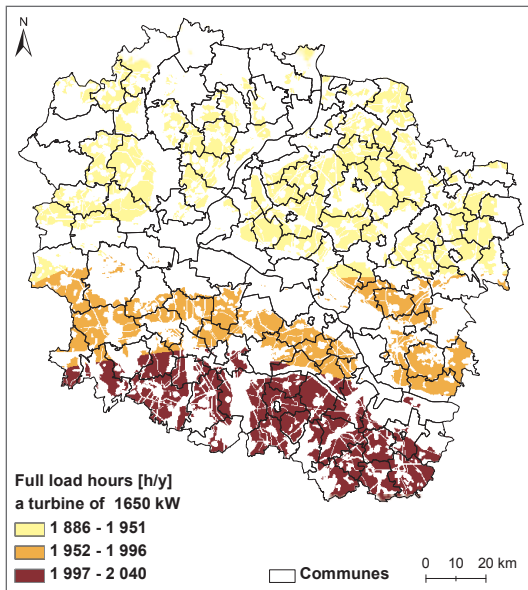 N
Full load hours [h/y]
a turbine of 1650 kW
1 886 - 1 951
1 952 - 1 996
1 997 - 2 040
Communes
0 10 20 km